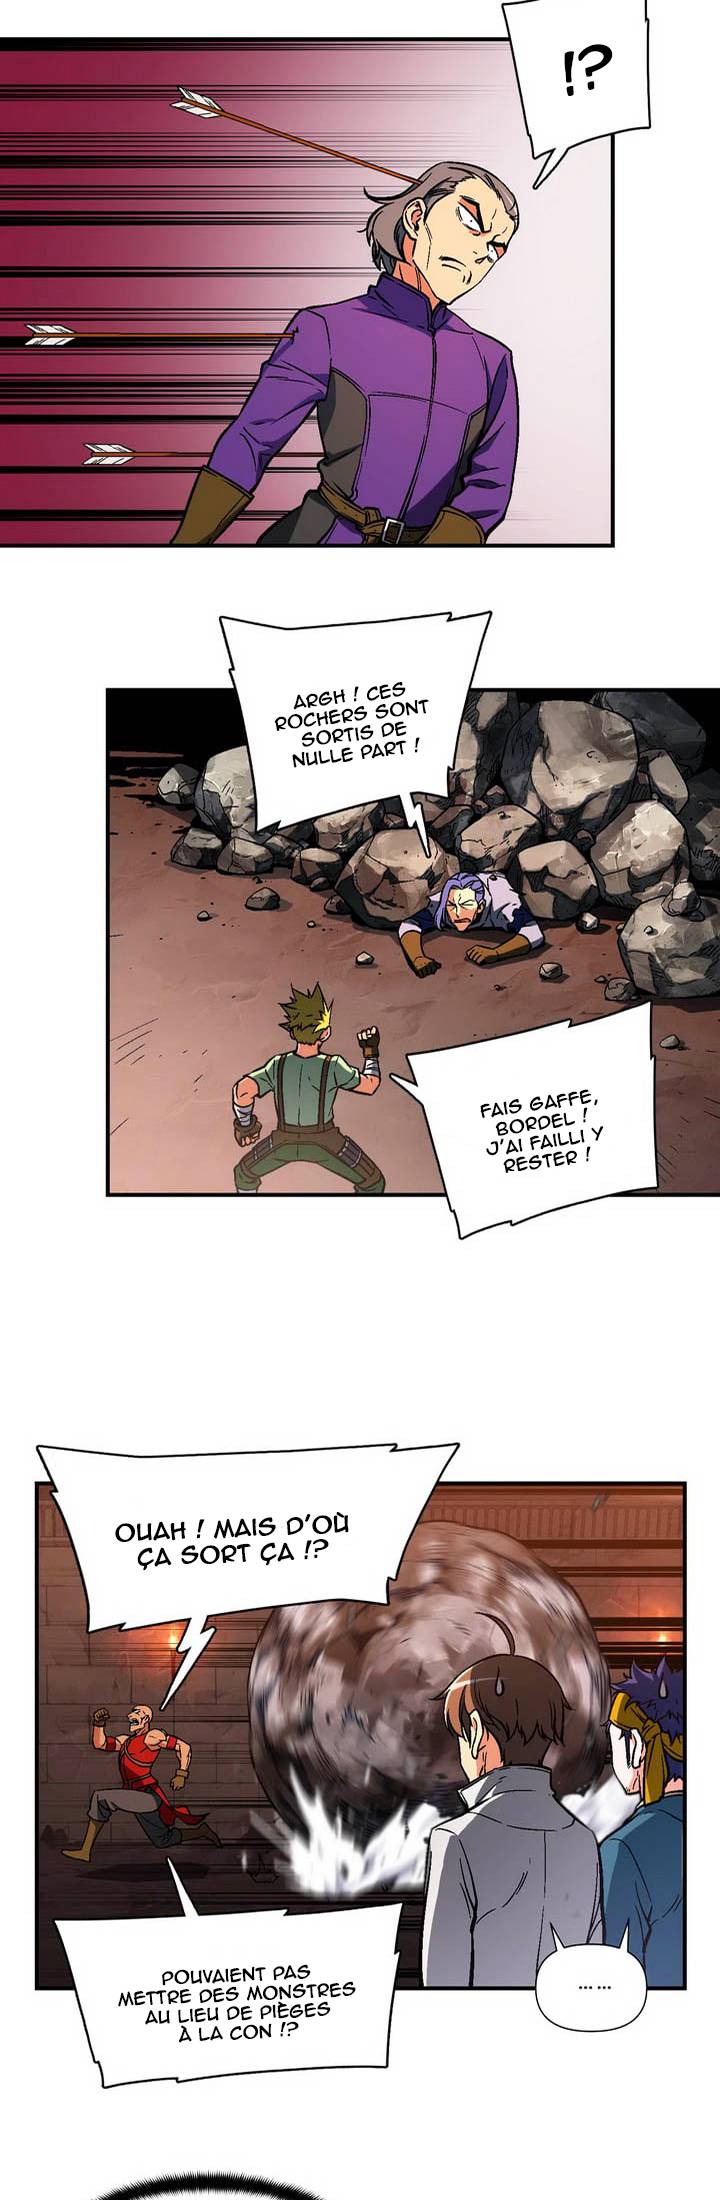 !?
ARGH ! CES
ROCHERS SONT
SORTIS DE
NULLE PART !
FAIS GAFFE,
BORDEL !
J'AI FAILLI Y
RESTER !
OUAH ! MAIS D'OÙ
ÇA SORT ÇA !?
POUVAIENT PAS
METTRE DES MONSTRES
AU LIEU DE PIÈGES
À LA CON !?
... ...